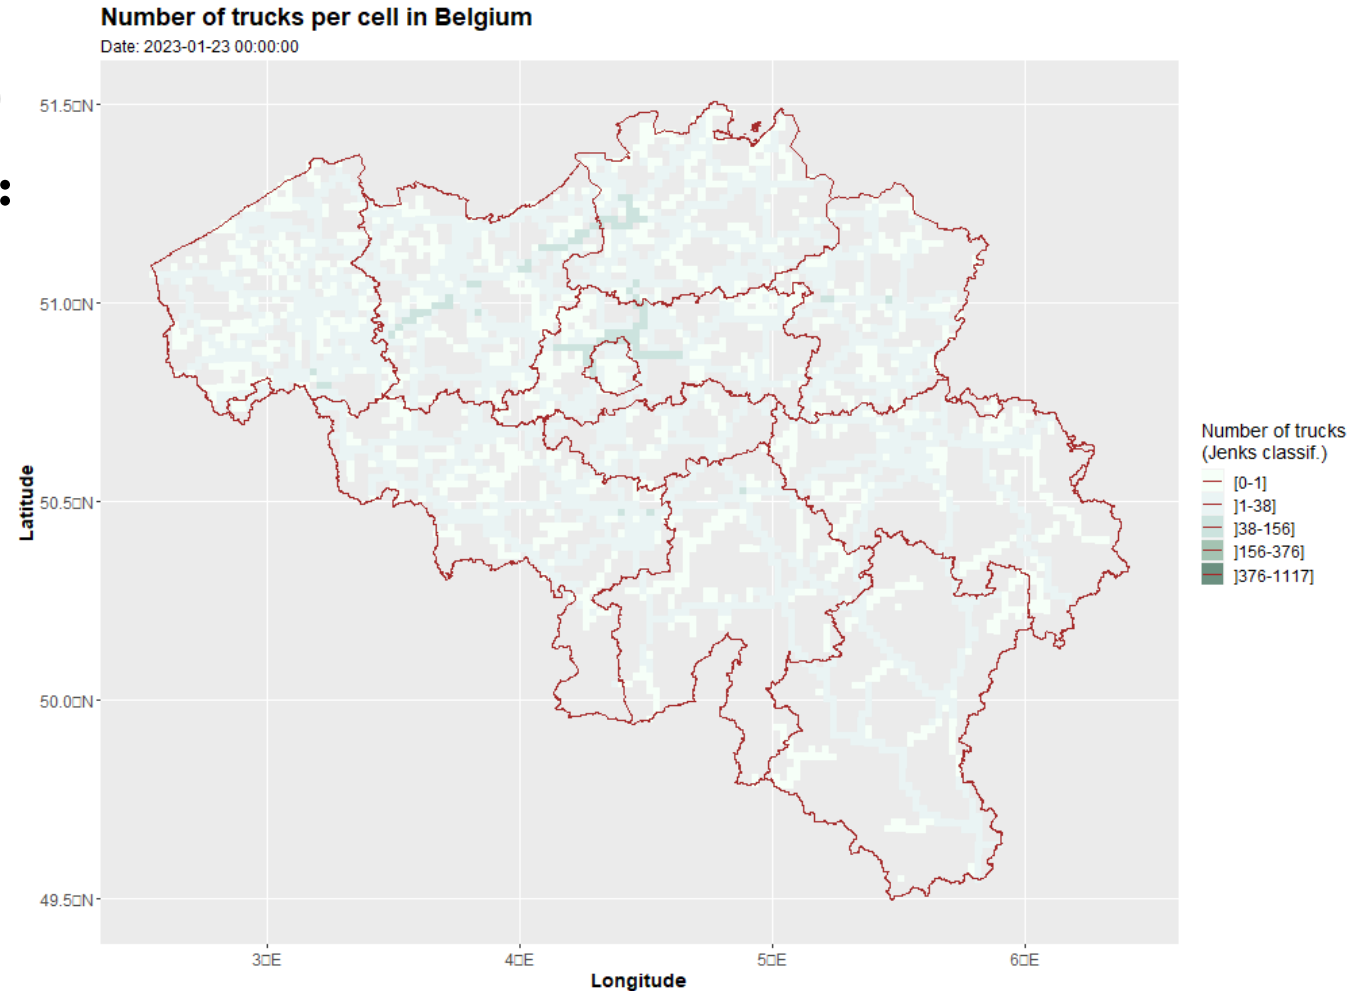 Number of trucks per cell in Belgium
Date: 2023-01-23 00:00:00
:
51.5□N
51.0□N
50.5□N
50.0□N
49.5□N
Latitude
3□E 4□E 5□E 6□E
Longitude
Number of trucks
(Jenks classif.)
[0-1]
]1-38]
]38-156]
]156-376]
]376-1117]